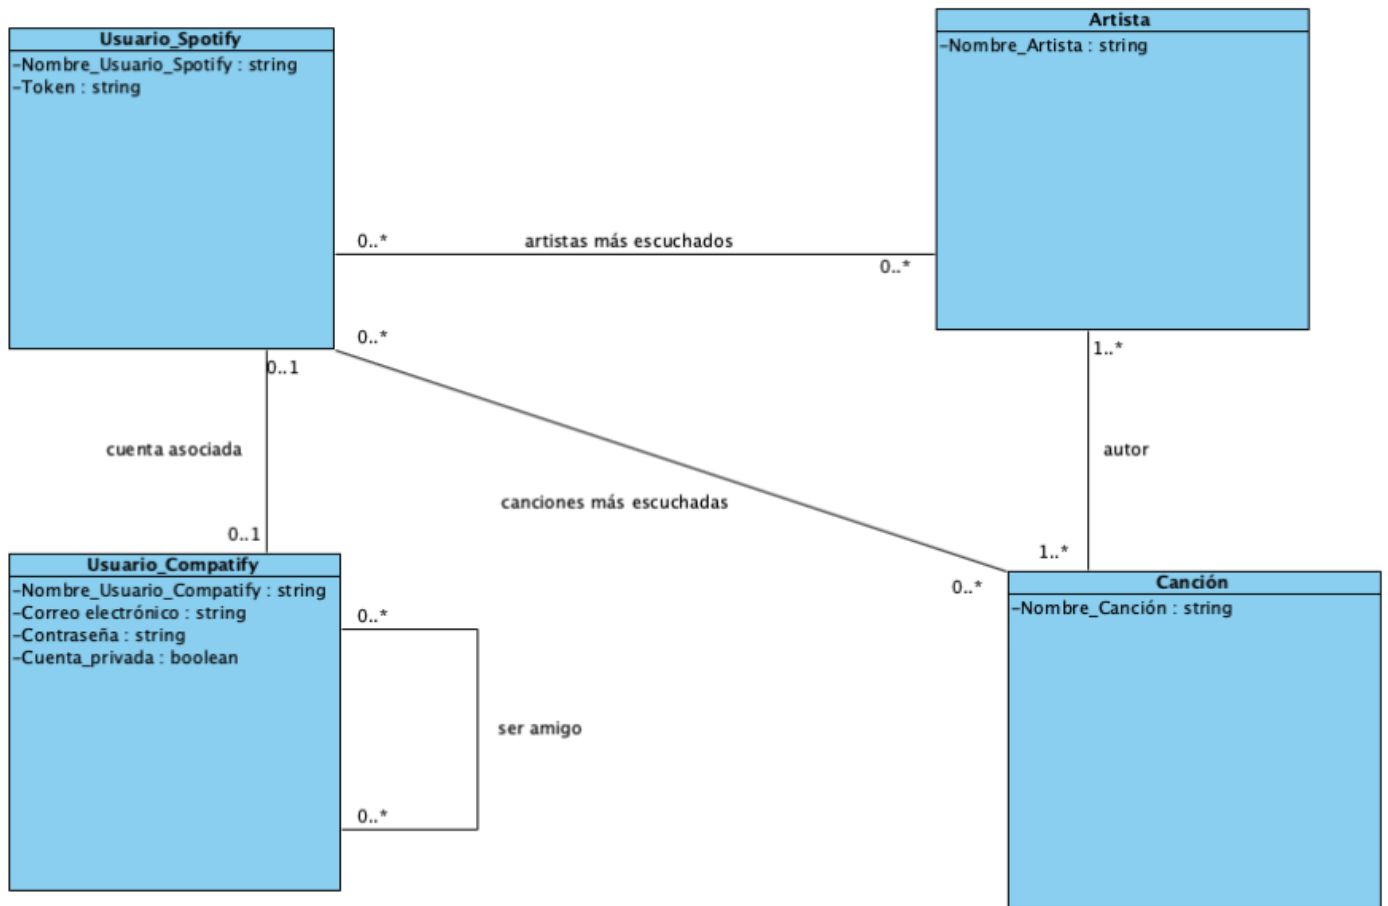 Usuario_Spotify
-Nombre_Usuario_Spotify : string
-Token : string
Artista
-Nombre_Artista : string
0..*
artistas más escuchados
0..*
0..*
0..1
cuenta asociada
0..1
canciones más escuchadas
0..*
1..*
autor
1..*
Usuario_Compatify
-Nombre_Usuario_Compatify : string
-Correo electrónico : string
-Contraseña : string
-Cuenta_privada : boolean
0..*
ser amigo
0..*
Canción
-Nombre_Canción : string